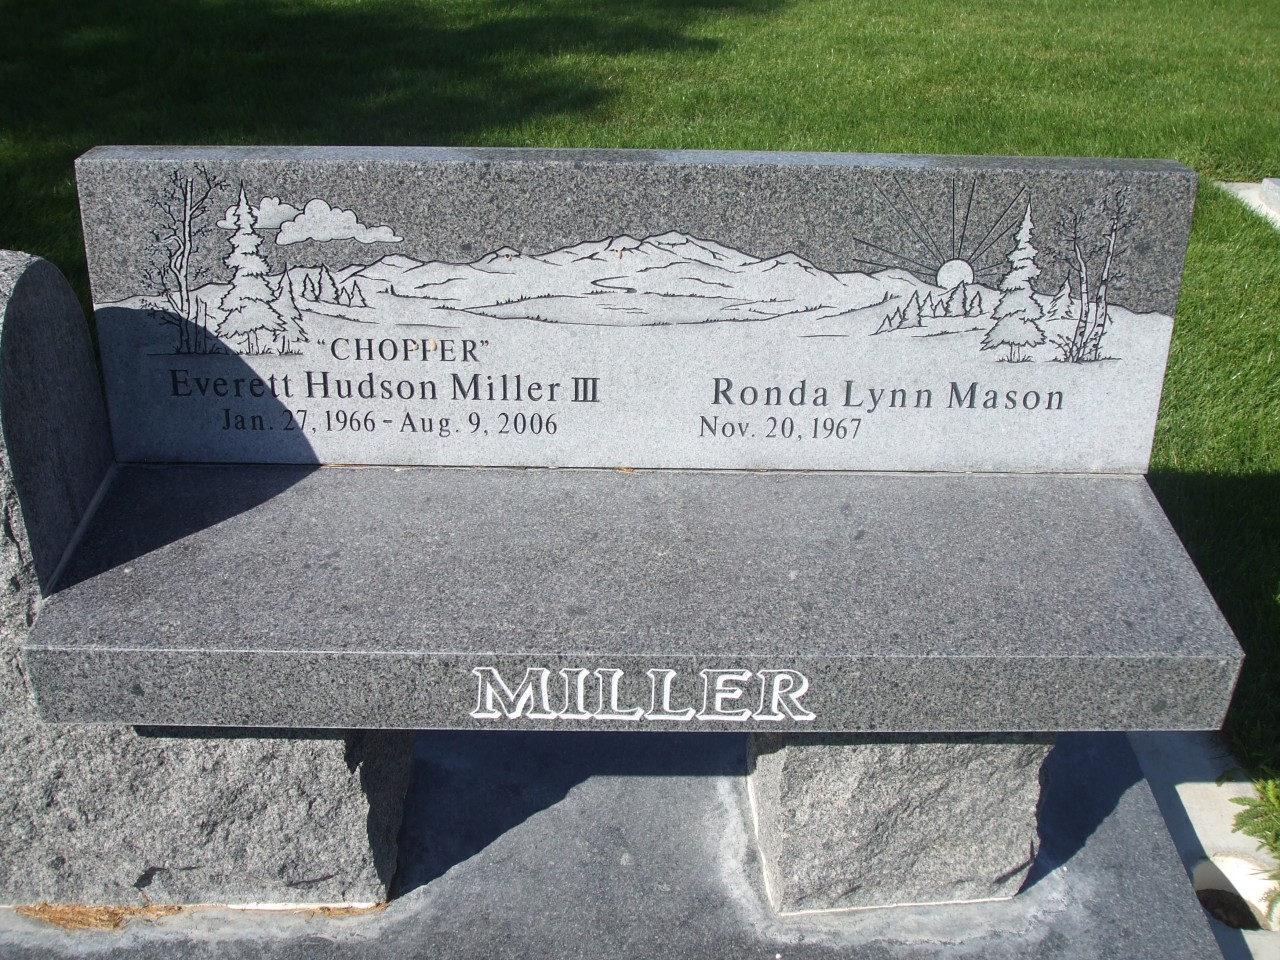 "CHOPPER"
Everett Hudson Miller III
Jan. 27, 1966 - Aug. 9, 2006
Ronda Lynn Mason
Nov. 20, 1967
MILLER